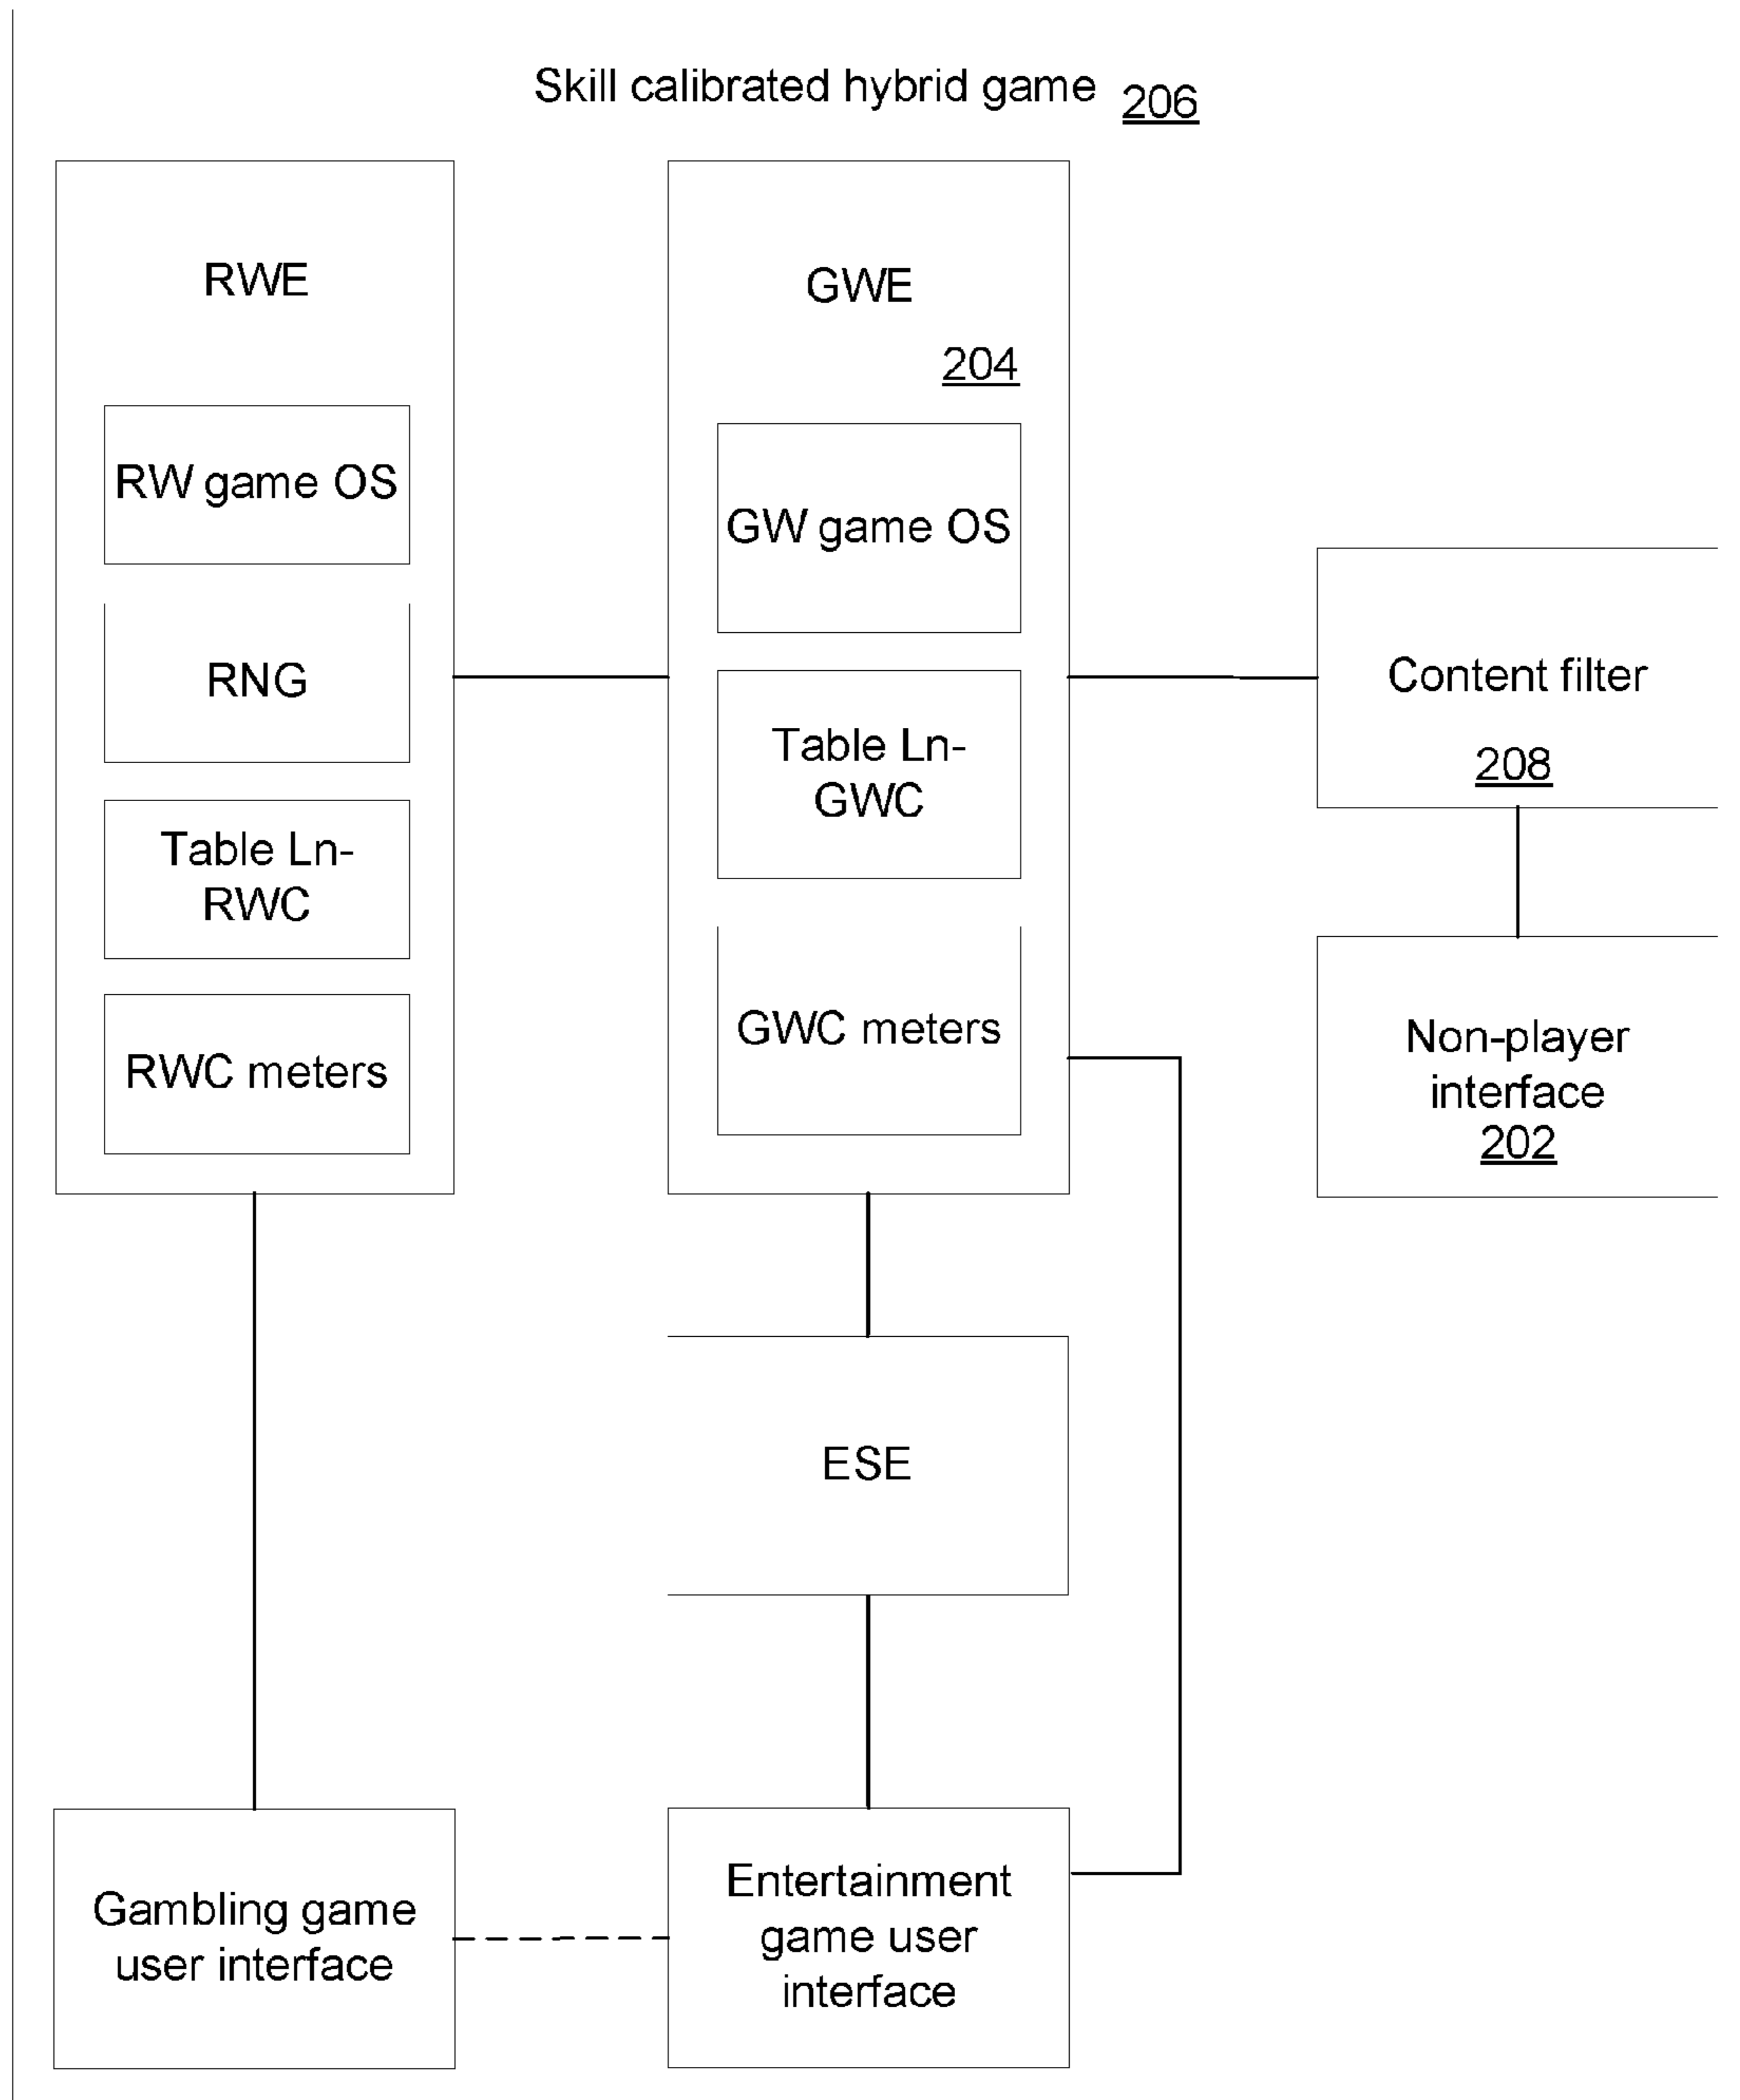 Skill calibrated hybrid game 206
RWE
RW game OS
RNG
Table Ln-
RWC
RWC meters
GWE
204
GW game OS
Table Ln-
GWC
GWC meters
Content filter
208
Non-player
interface
202
ESE
Gambling game
user interface
Entertainment
game user
interface